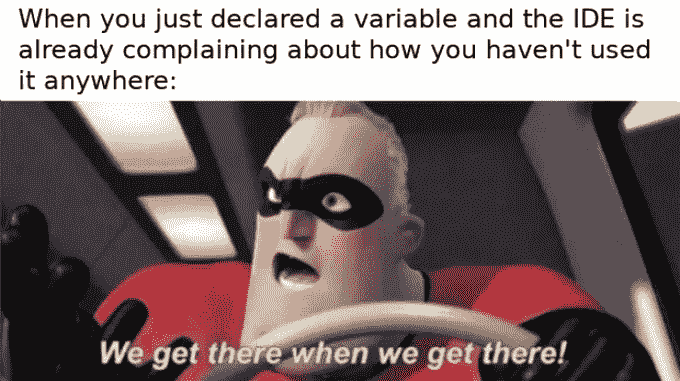 When you just declared a variable and the IDE is
already complaining about how you haven't used
it anywhere:
We get there when we get there!